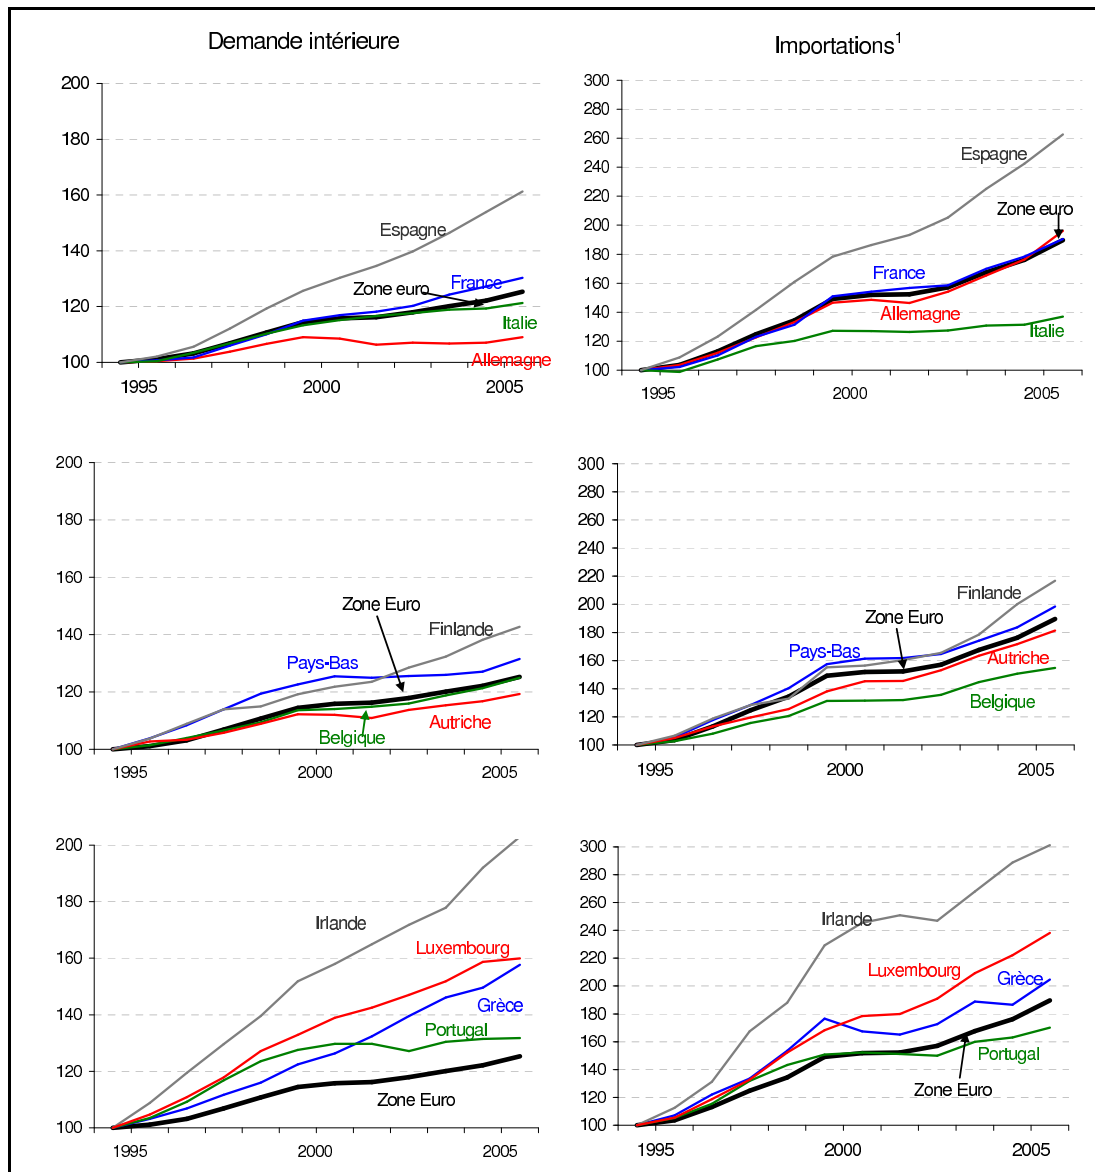 Demande intérieure
Importations¹
200
180
160
140
120
100
Espagne
France
Zone euro
Italie
Allemagne
1995
2000
2005
300
280
260
240
220
200
180
160
140
120
100
Espagne
Zone euro
France
Allemagne
Italie
1995
2000
2005
200
180
160
140
120
100
Zone Euro
Finlande
Pays-Bas
Autriche
Belgique
1995
2000
2005
300
280
260
240
220
200
180
160
140
120
100
Finlande
Zone Euro
Pays-Bas
Autriche
Belgique
1995
2000
2005
200
180
160
140
120
100
Irlande
Luxembourg
Grèce
Portugal
Zone Euro
1995
2000
2005
300
280
260
240
220
200
180
160
140
120
100
Irlande
Luxembourg
Grèce
Portugal
Zone Euro
1995
2000
2005